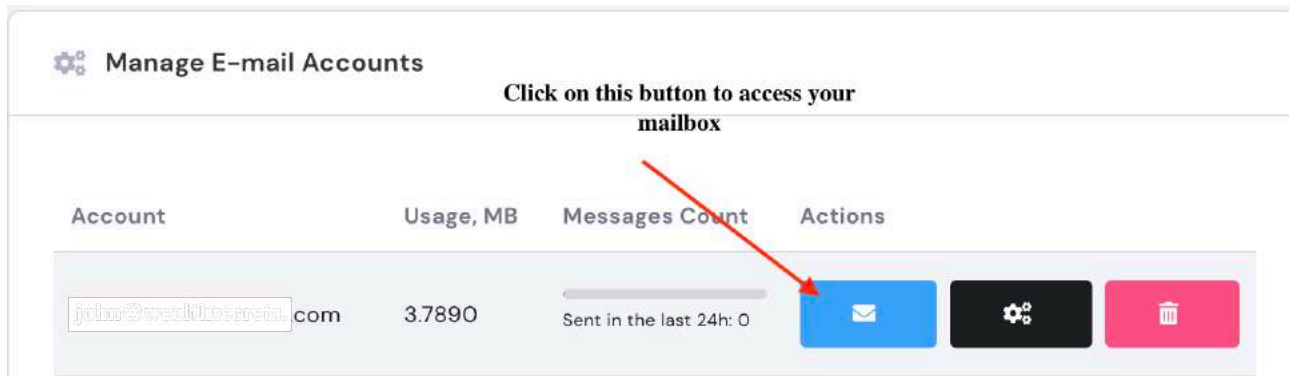 Manage E-mail Accounts
Click on this button to access your
mailbox
Account Usage, MB Messages Count Actions
.com 3.7890 Sent in the last 24h: 0